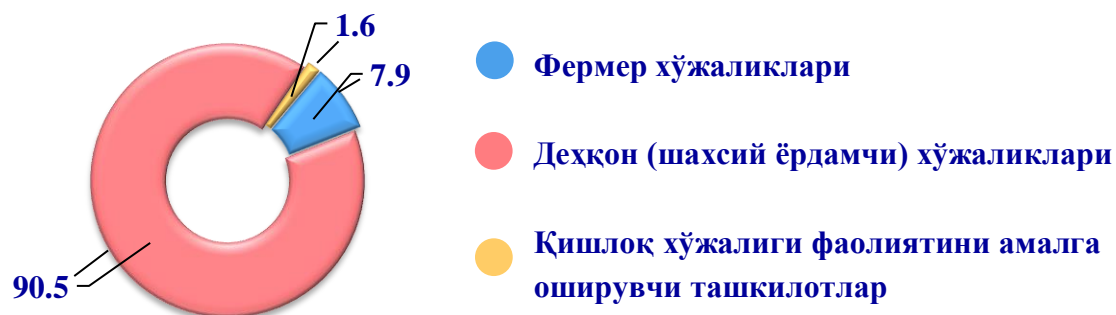 1.6
7.9
90.5
Фермер хўжаликлари
Деҳқон (шахсий ёрдамчи) хўжаликлари
Қишлоқ хўжалиги фаолиятини амалга
оширувчи ташкилотлар